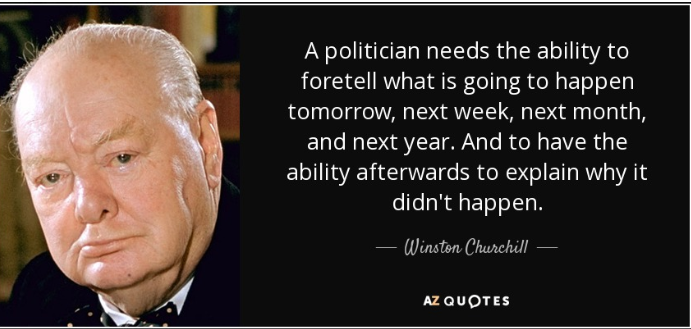 A politician needs the ability to
foretell what is going to happen
tomorrow, next week, next month,
and next year. And to have the
ability afterwards to explain why it
didn't happen.
— Winston Churchill —
AZ QUOTES